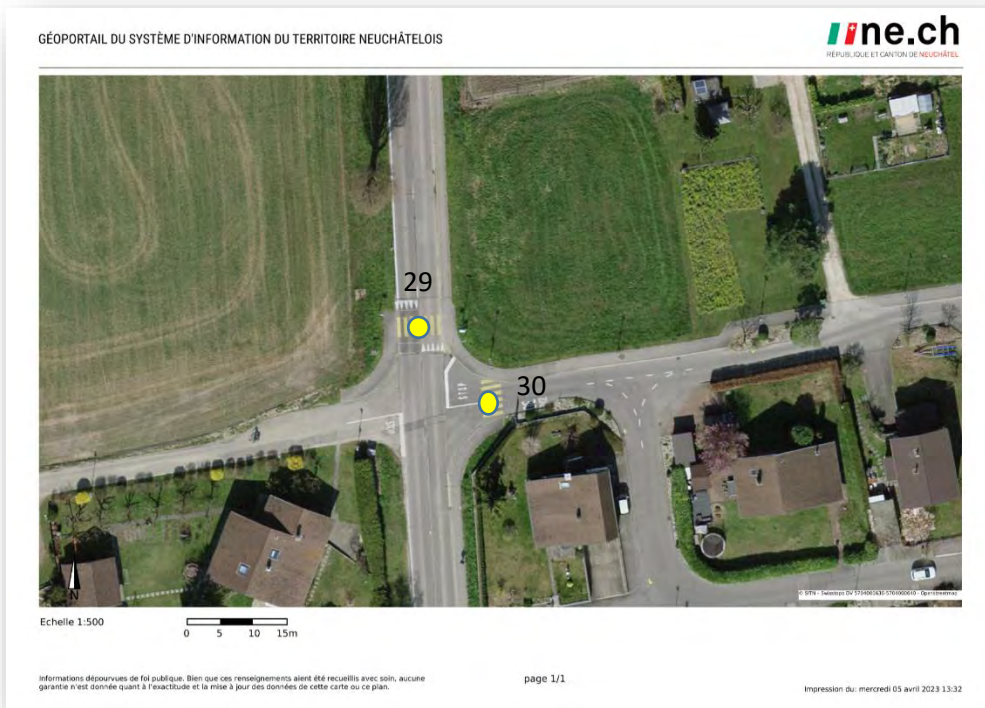 GÉOPORTAIL DU SYSTÈME D'INFORMATION DU TERRITOIRE NEUCHÂTELOIS
ne.ch
RÉPUBLIQUE ET CANTON DE NEUCHÂTEL
29
30
STOP
N
Echelle 1:500
0 5 10 15m
Informations dépourvues de foi publique. Bien que ces renseignements aient été recueillis avec soin, aucune
garantie n'est donnée quant à l'exactitude et la mise à jour des données de cette carte ou ce plan.
page 1/1
Impression du: mercredi 05 avril 2023 13:32